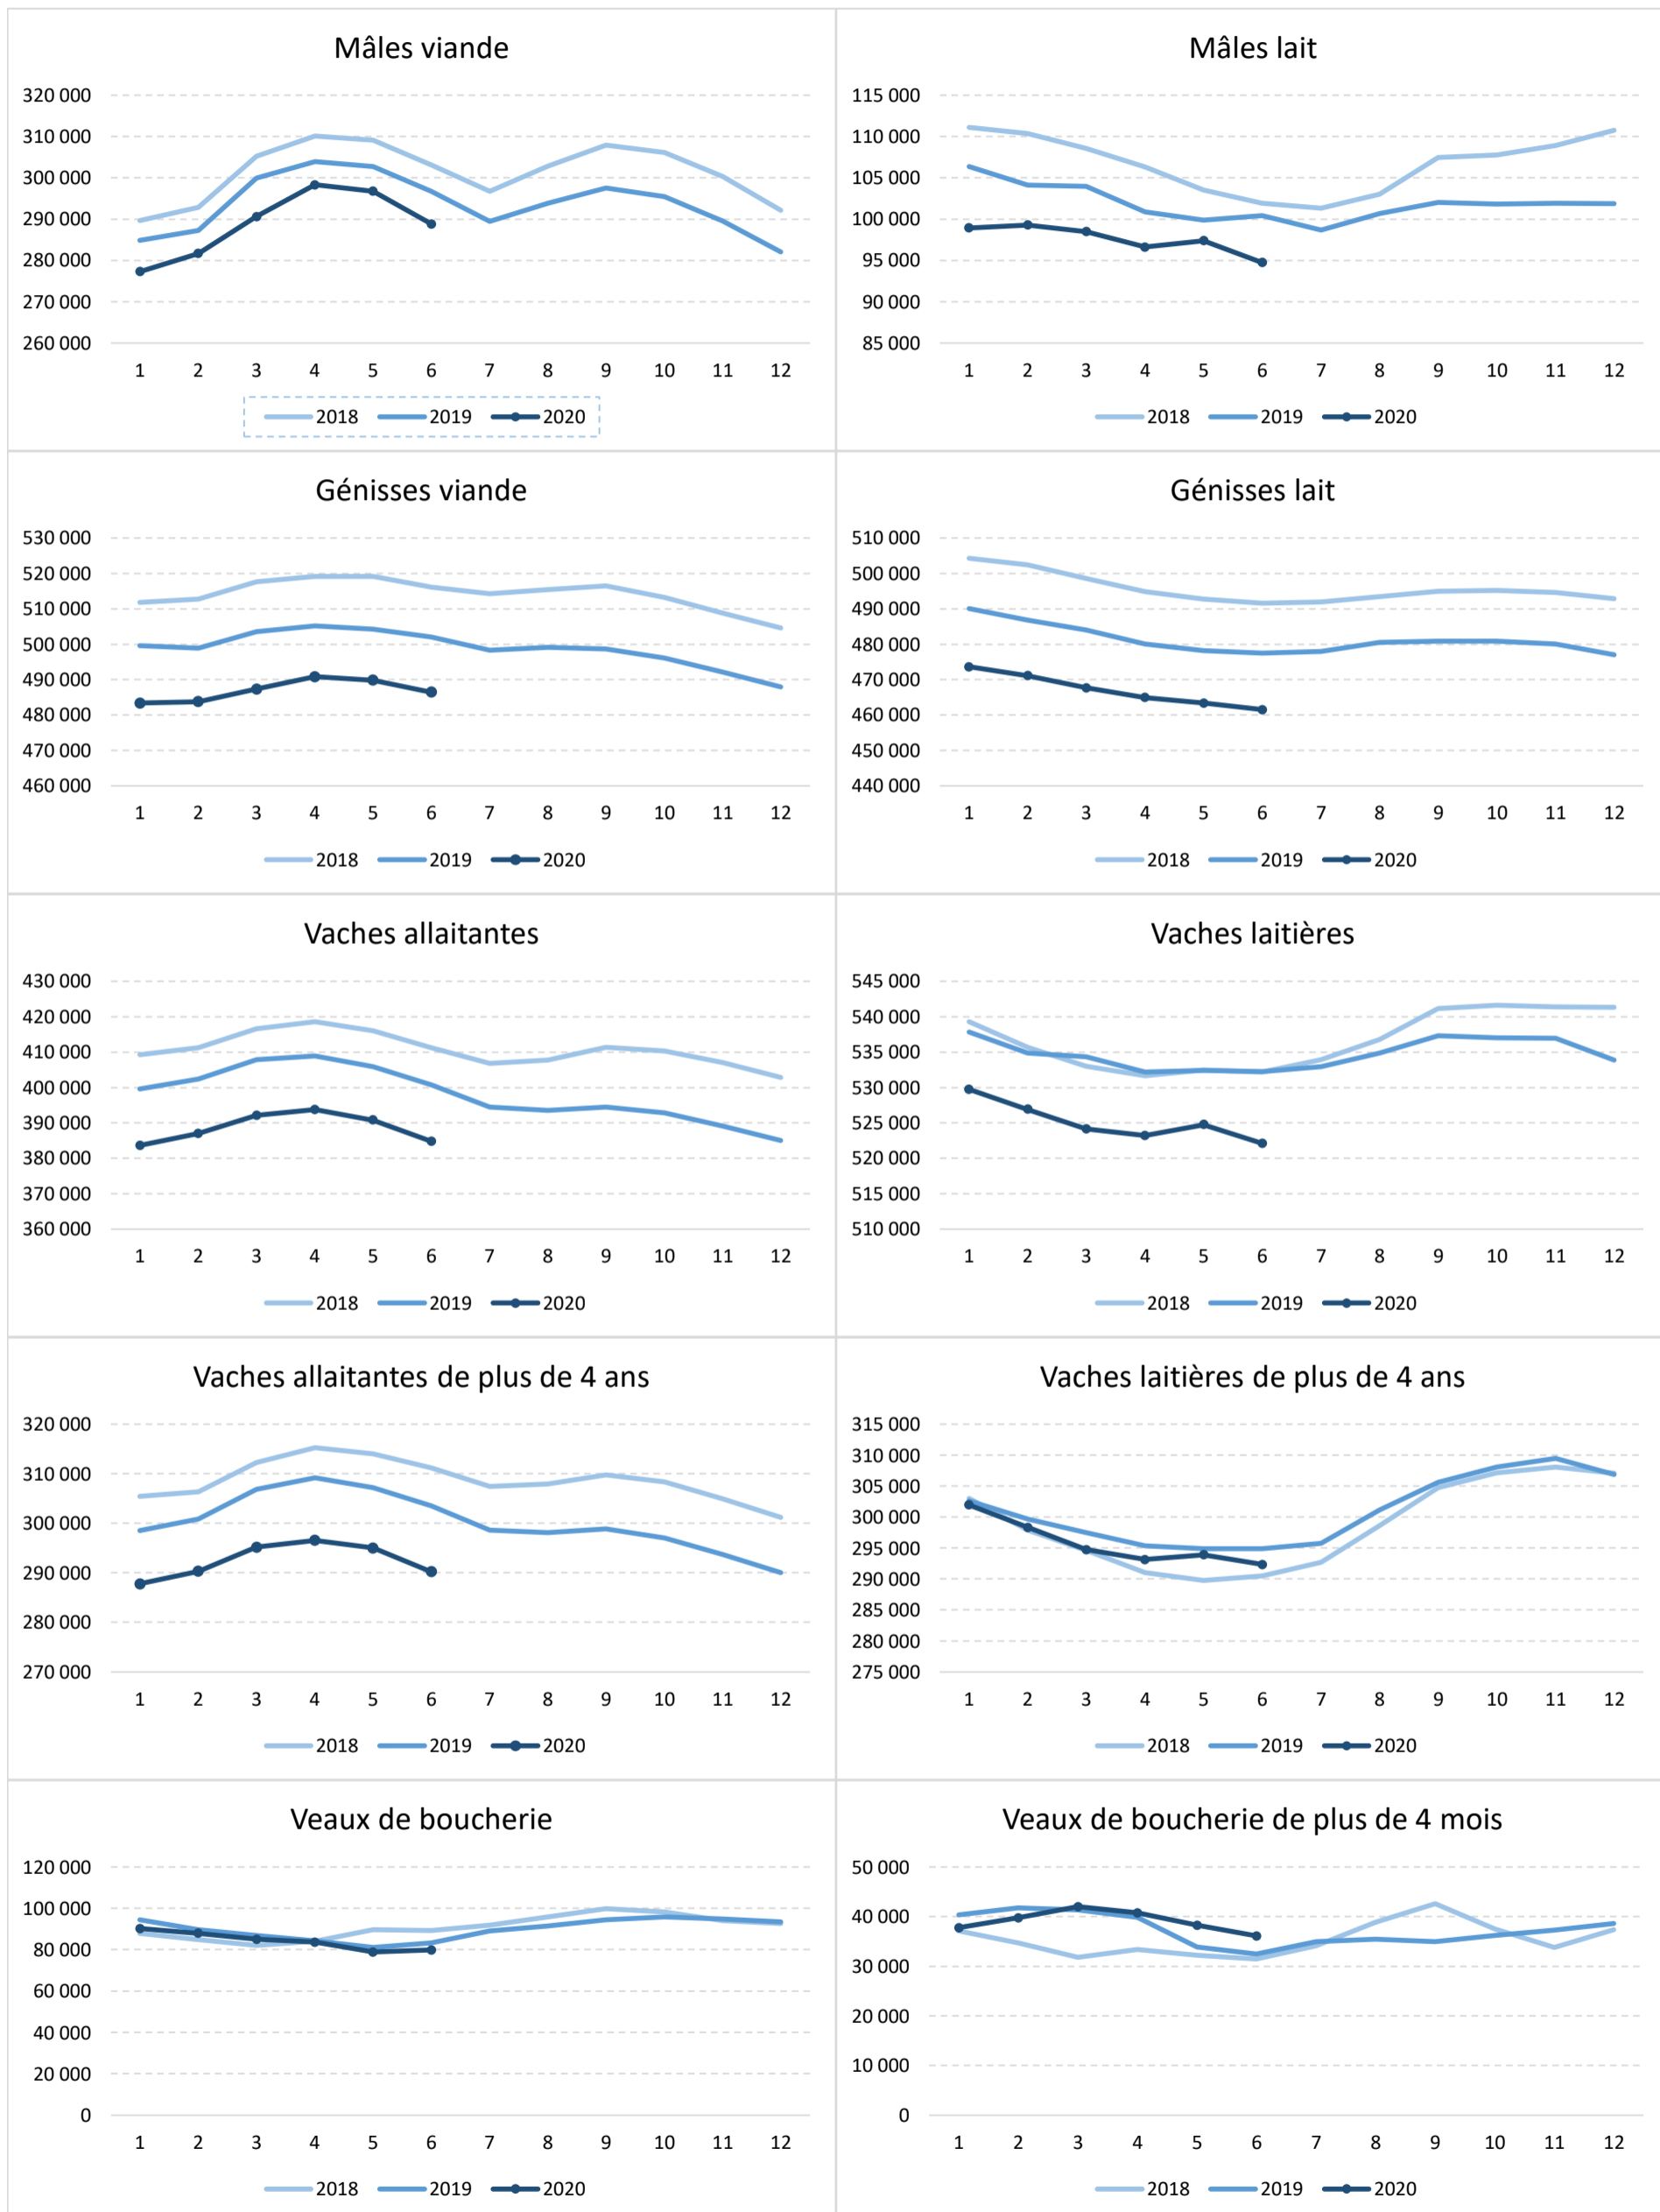 Mâles viande
320 000
310 000
300 000
290 000
280 000
270 000
260 000
1 2 3 4 5 6 7 8 9 10 11 12
2018 2019 2020
Mâles lait
115 000
110 000
105 000
100 000
95 000
90 000
85 000
1 2 3 4 5 6 7 8 9 10 11 12
2018 2019 2020
Génisses viande
530 000
520 000
510 000
500 000
490 000
480 000
470 000
460 000
1 2 3 4 5 6 7 8 9 10 11 12
2018 2019 2020
Génisses lait
510 000
500 000
490 000
480 000
470 000
460 000
450 000
440 000
1 2 3 4 5 6 7 8 9 10 11 12
2018 2019 2020
Vaches allaitantes
430 000
420 000
410 000
400 000
390 000
380 000
370 000
360 000
1 2 3 4 5 6 7 8 9 10 11 12
2018 2019 2020
Vaches laitières
545 000
540 000
535 000
530 000
525 000
520 000
515 000
510 000
1 2 3 4 5 6 7 8 9 10 11 12
2018 2019 2020
Vaches allaitantes de plus de 4 ans
320 000
310 000
300 000
290 000
280 000
270 000
1 2 3 4 5 6 7 8 9 10 11 12
2018 2019 2020
Vaches laitières de plus de 4 ans
315 000
310 000
305 000
300 000
295 000
290 000
285 000
280 000
275 000
1 2 3 4 5 6 7 8 9 10 11 12
2018 2019 2020
Veaux de boucherie
120 000
100 000
80 000
60 000
40 000
20 000
0
1 2 3 4 5 6 7 8 9 10 11 12
2018 2019 2020
Veaux de boucherie de plus de 4 mois
50 000
40 000
30 000
20 000
10 000
0
1 2 3 4 5 6 7 8 9 10 11 12
2018 2019 2020